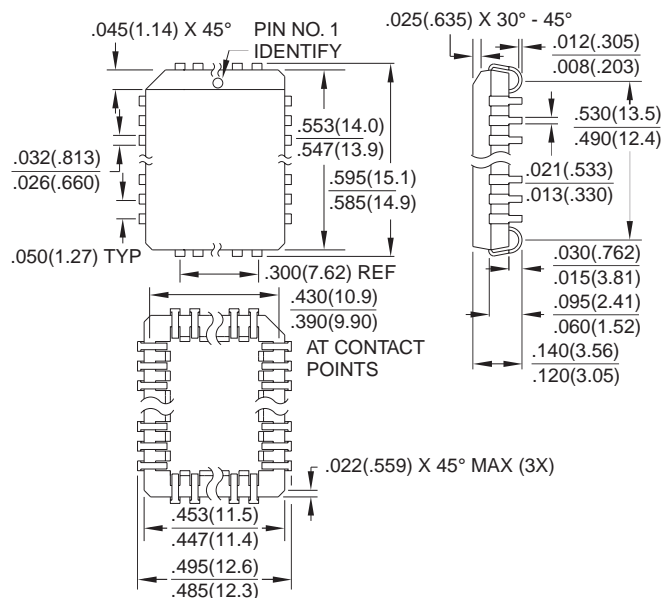 .045(1.14) X 45°
PIN NO. 1
IDENTIFY
.025(.635) X 30° - 45°
.012(.305)
.008(.203)
.553(14.0)
.547(13.9)
.530(13.5)
.490(12.4)
.032(.813)
.026(.660)
.595(15.1)
.585(14.9)
.021(.533)
.013(.330)
.050(1.27) TYP
.300(7.62) REF
.030(.762)
.015(3.81)
.430(10.9)
.390(9.90)
AT CONTACT
POINTS
.095(2.41)
.060(1.52)
.140(3.56)
.120(3.05)
.022(.559) X 45° MAX (3X)
.453(11.5)
.447(11.4)
.495(12.6)
.485(12.3)